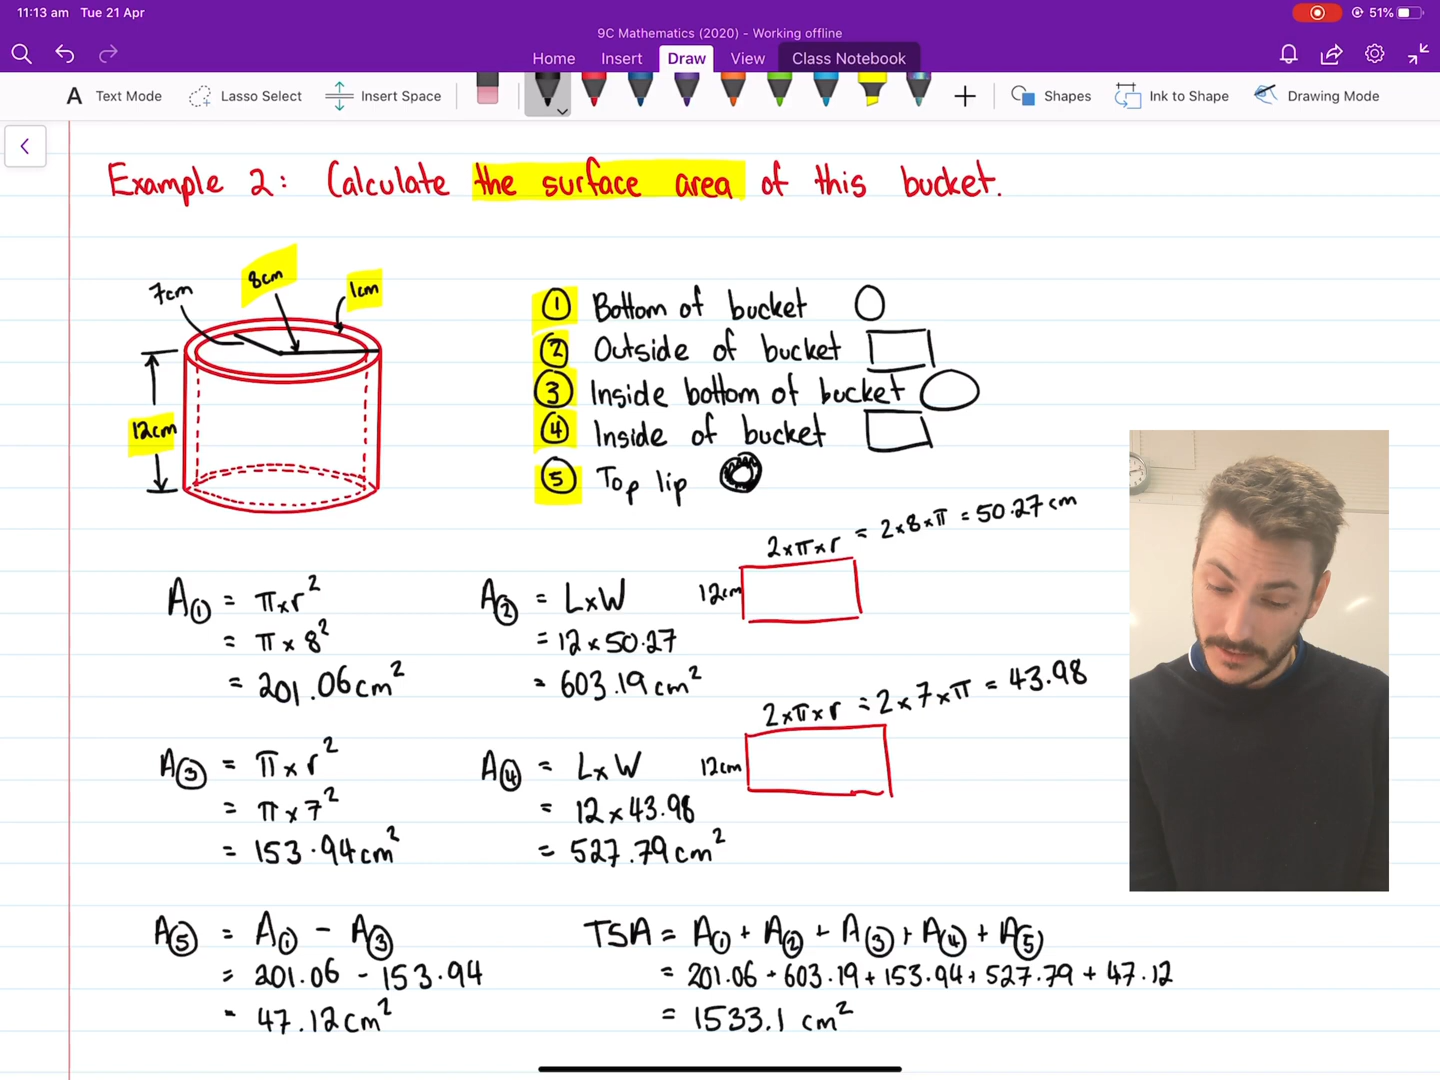 11:13 am Tue 21 Apr
51%
9C Mathematics (2020) - Working offline
Home Insert Draw View Class Notebook
A Text Mode Lasso Select Insert Space Shapes Ink to Shape Drawing Mode
Example 2: Calculate the surface area of this bucket.
7cm
8cm
1cm
12cm
① Bottom of bucket
② Outside of bucket
③ Inside bottom of bucket
④ Inside of bucket
⑤ Top lip
A① = π×r²
= π × 8²
= 201.06cm²
A② = L×W
= 12 × 50.27
= 603.19cm²
2×π×r = 2×8×π = 50.27cm
12cm
A③ = π×r²
= π×7²
= 153.94cm²
A④ = L×W
= 12 × 43.98
= 527.79cm²
2×π×r = 2×7×π = 43.98
12cm
A⑤ = A① - A③
= 201.06 - 153.94
= 47.12cm²
TSA = A① + A② + A③ + A④ + A⑤
= 201.06 + 603.19 + 153.94 + 527.79 + 47.12
= 1533.1 cm²